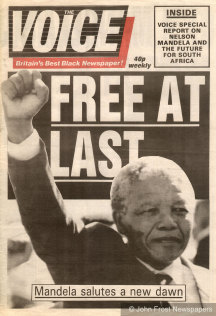 THE
VOICE
Britain's Best Black Newspaper!
40p
weekly
INSIDE
VOICE SPECIAL
REPORT ON
NELSON
MANDELA AND
THE FUTURE
FOR SOUTH
AFRICA
FREE AT
LAST
Mandela salutes a new dawn
© John Frost Newspapers